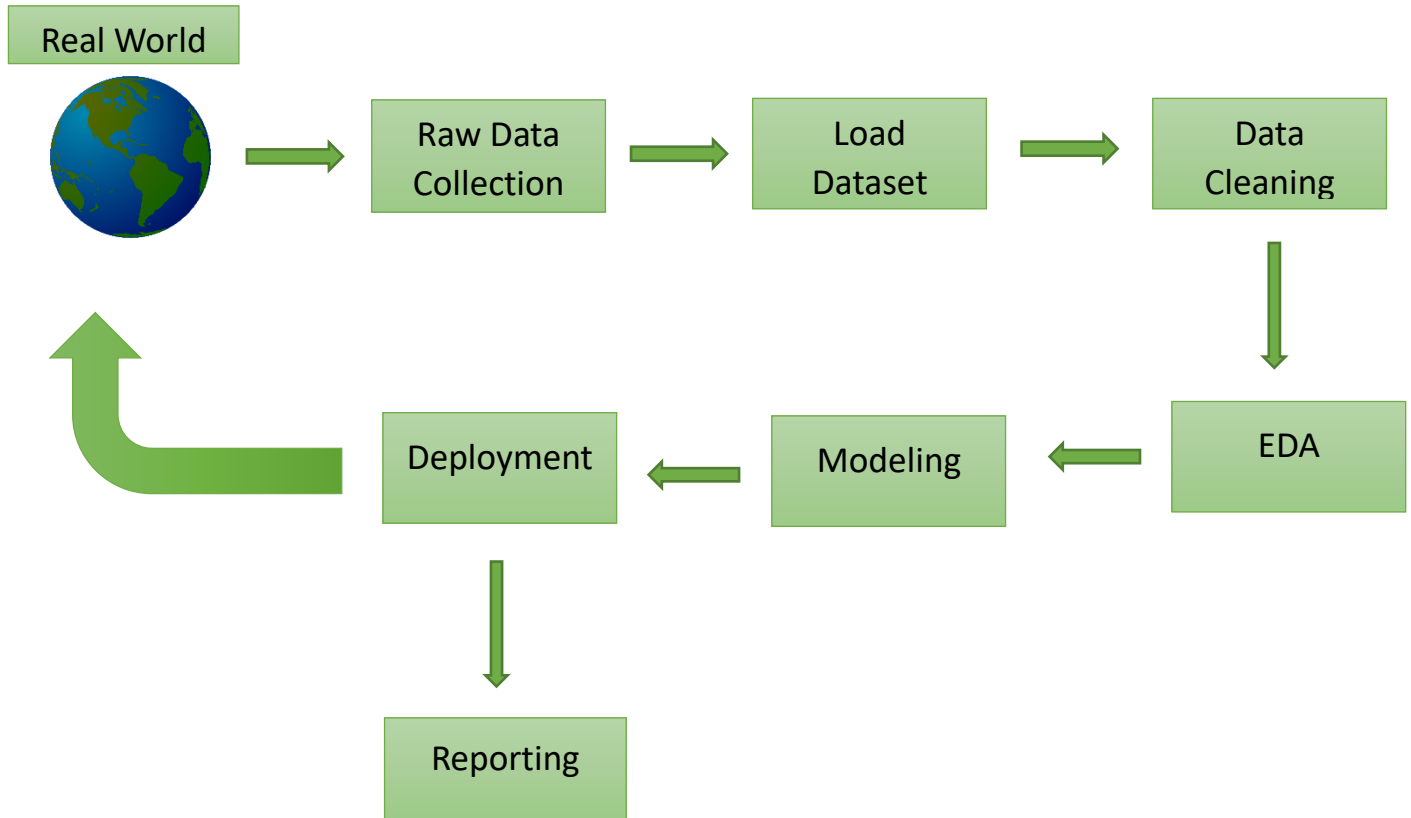 Real World
Raw Data
Collection
Load
Dataset
Data
Cleaning
EDA
Modeling
Deployment
Reporting